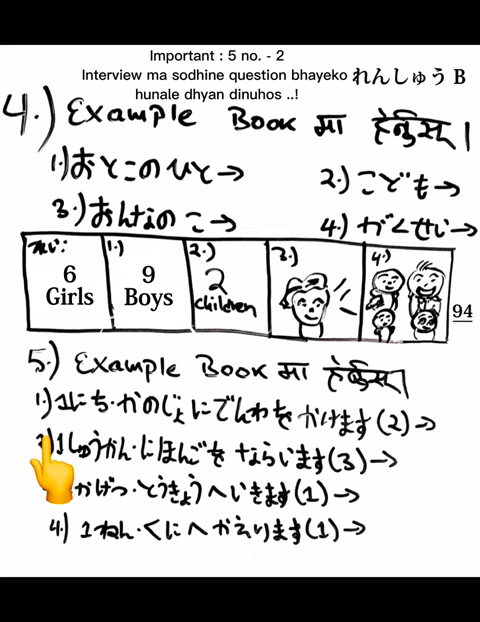 Important : 5 no. - 2
Interview ma sodhine question bhayeko れんしゅう B
hunale dhyan dinuhos ..!
4.) Example Book मा हेर्नुहोस् ।
1.) おとこのひと→ 2.) こども→
3.) おんなのこ→ 4.) がくせい→
れい: 1.) 2.) 3.) 4.)
6 Girls 9 Boys 2 children
94
5.) Example Book मा हेर्नुहोस् ।
1.) 1にち・かのじょにでんわをかけます(2)→
2.) 1しゅうかん・にほんごをならいます(3)→
かげつ・とうきょうへいきます(1)→
4.) 1ねん・くにへかえります(1)→